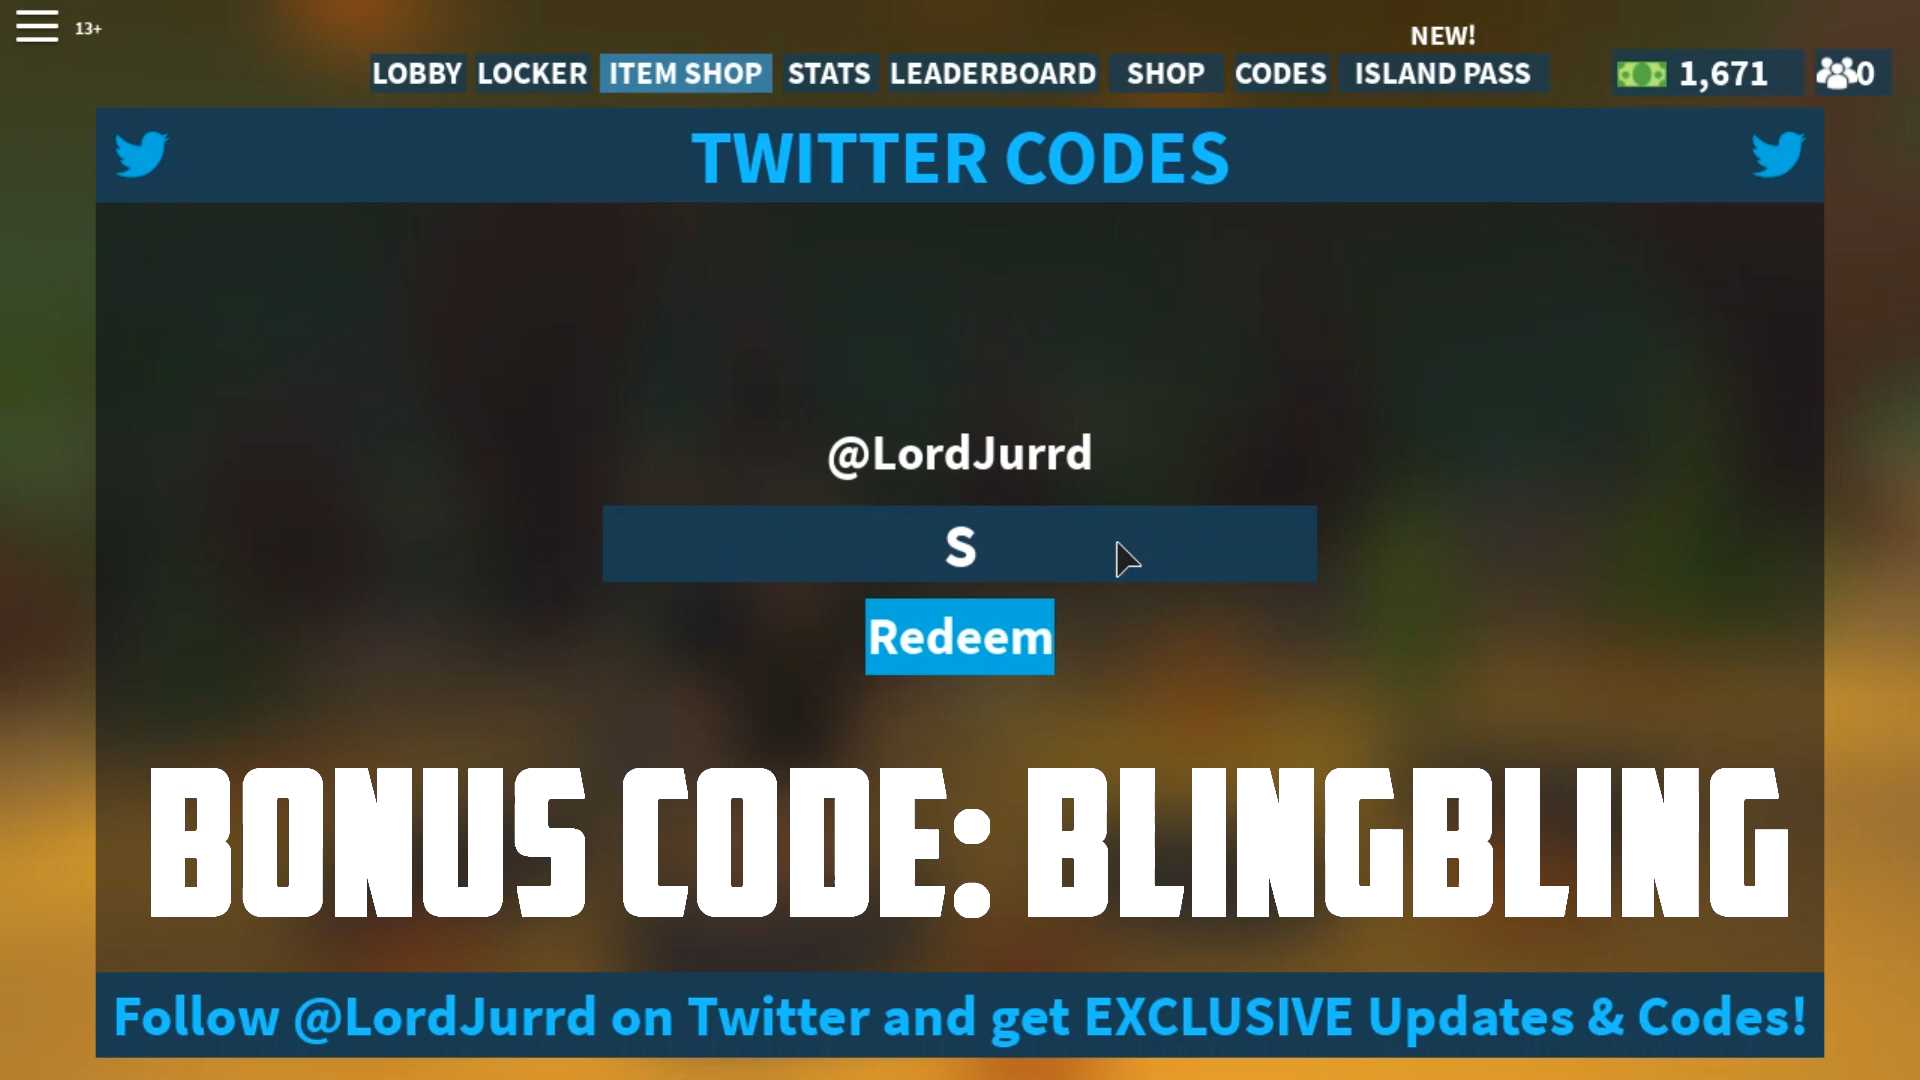 13+
NEW!
LOBBY LOCKER ITEM SHOP STATS LEADERBOARD SHOP CODES ISLAND PASS 1,671 0
TWITTER CODES
@LordJurrd
S
Redeem
BONUS CODE: BLINGBLING
Follow @LordJurrd on Twitter and get EXCLUSIVE Updates & Codes!